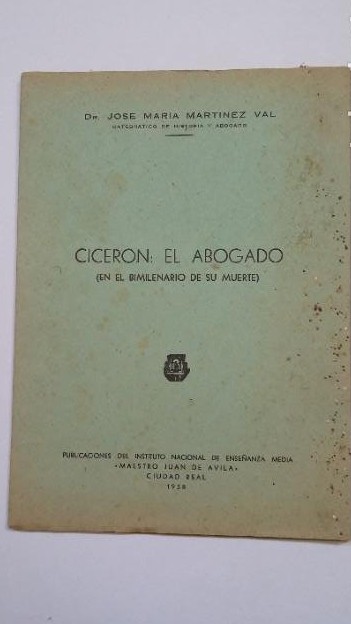 Dr. JOSE MARIA MARTINEZ VAL
CATEDRATICO DE HISTORIA Y ABOGADO
CICERON: EL ABOGADO
(EN EL BIMILENARIO DE SU MUERTE)
PUBLICACIONES DEL INSTITUTO NACIONAL DE ENSEÑANZA MEDIA
«MAESTRO JUAN DE AVILA»
CIUDAD REAL
1958